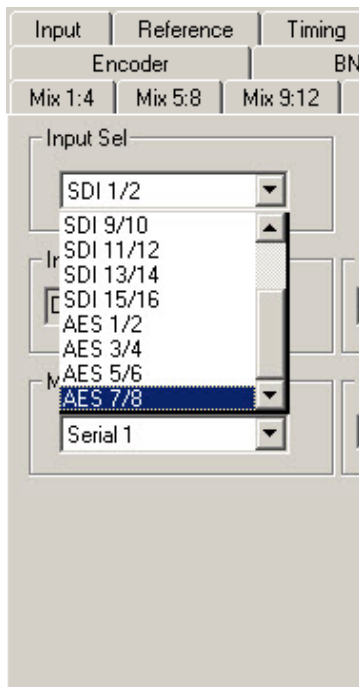 Input Reference Timing
Encoder
Mix 1:4 Mix 5:8 Mix 9:12
Input Sel
SDI 1/2
SDI 9/10
SDI 11/12
SDI 13/14
SDI 15/16
AES 1/2
AES 3/4
AES 5/6
AES 7/8
Serial 1